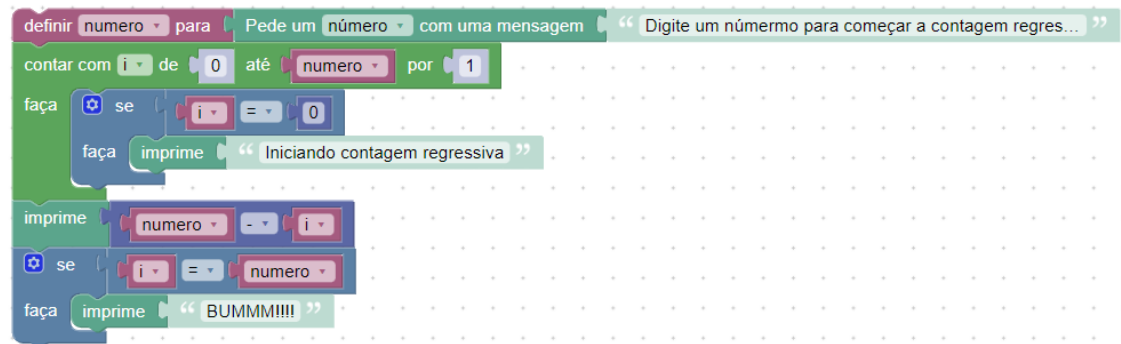 definir numero para Pede um número com uma mensagem “ Digite um númermo para começar a contagem regres... ”
contar com i de 0 até numero por 1
faça se i = 0
faça imprime “ Iniciando contagem regressiva ”
imprime numero - i
se i = numero
faça imprime “ BUMMM!!!! ”